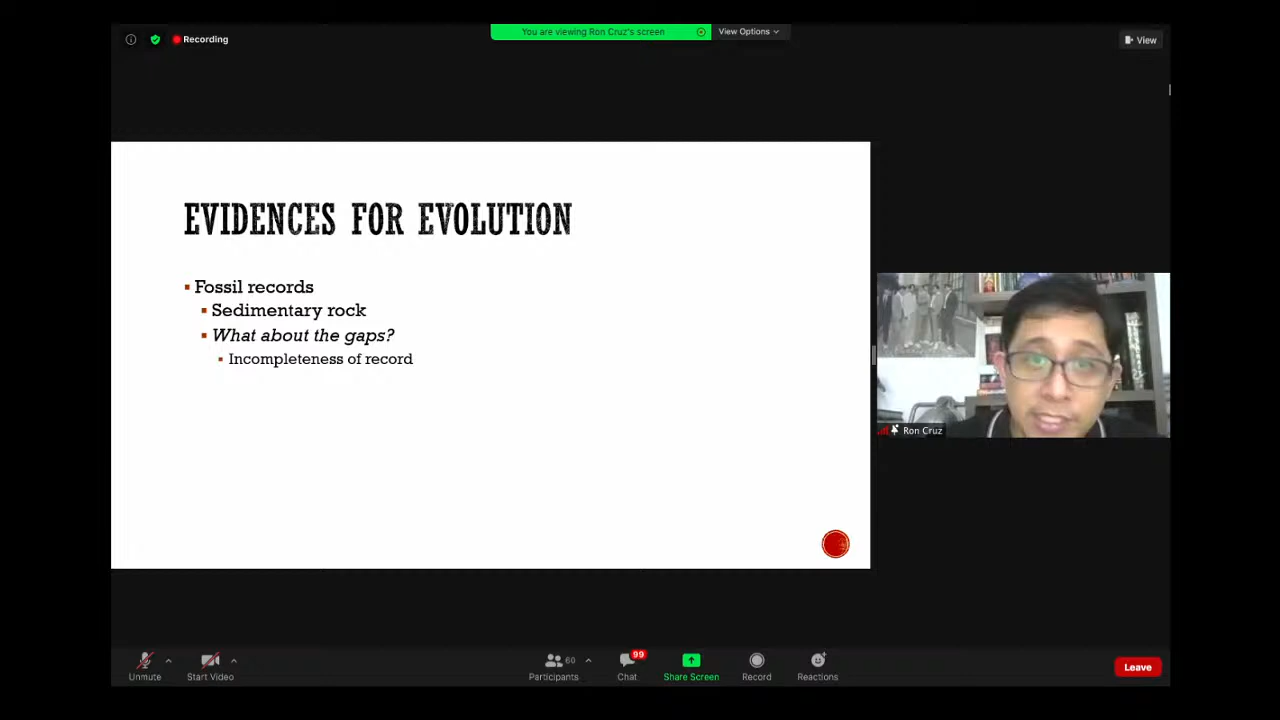 Recording
You are viewing Ron Cruz's screen
View Options
View
EVIDENCES FOR EVOLUTION
Fossil records
Sedimentary rock
What about the gaps?
Incompleteness of record
Ron Cruz
Unmute
Start Video
60
Participants
99
Chat
Share Screen
Record
Reactions
Leave